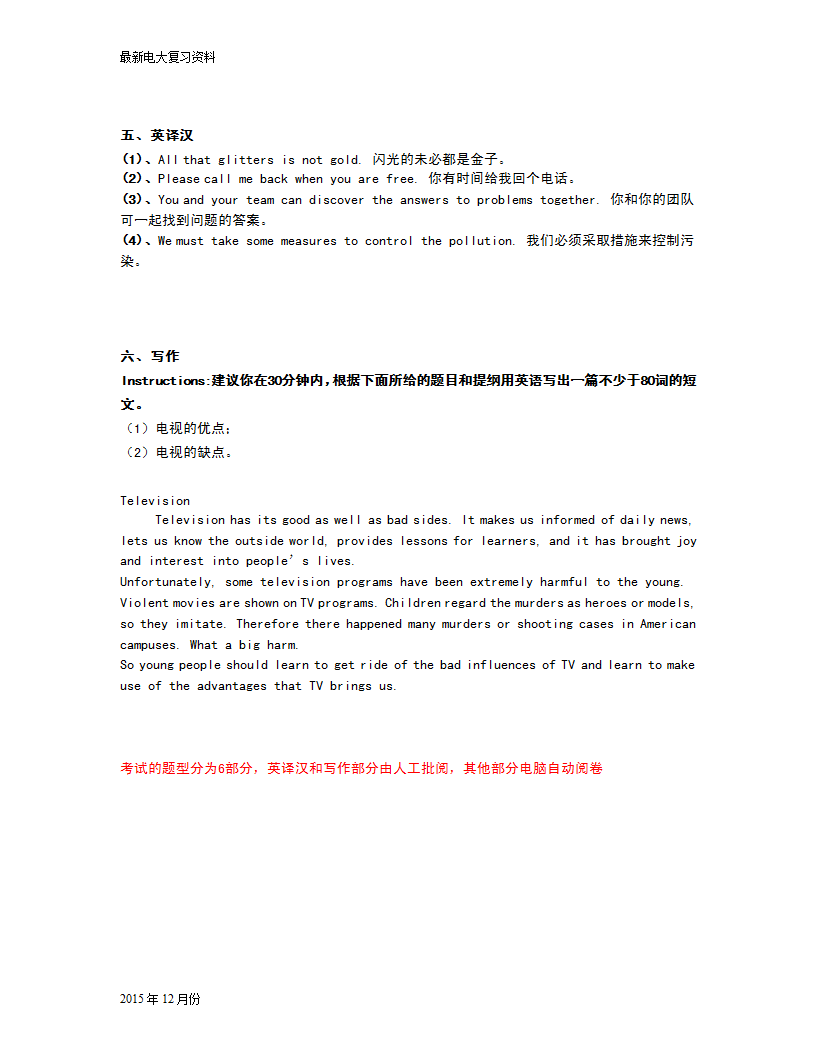 最新电大复习资料
五、英译汉
(1)、All that glitters is not gold. 闪光的未必都是金子。
(2)、Please call me back when you are free. 你有时间给我回个电话。
(3)、You and your team can discover the answers to problems together. 你和你的团队
可一起找到问题的答案。
(4)、We must take some measures to control the pollution. 我们必须采取措施来控制污
染。
六、写作
Instructions:建议你在30分钟内,根据下面所给的题目和提纲用英语写出一篇不少于80词的短
文。
（1）电视的优点；
（2）电视的缺点。
Television
Television has its good as well as bad sides. It makes us informed of daily news,
lets us know the outside world, provides lessons for learners, and it has brought joy
and interest into people’s lives.
Unfortunately, some television programs have been extremely harmful to the young.
Violent movies are shown on TV programs. Children regard the murders as heroes or models,
so they imitate. Therefore there happened many murders or shooting cases in American
campuses. What a big harm.
So young people should learn to get ride of the bad influences of TV and learn to make
use of the advantages that TV brings us.
考试的题型分为6部分，英译汉和写作部分由人工批阅，其他部分电脑自动阅卷
2015 年 12 月份